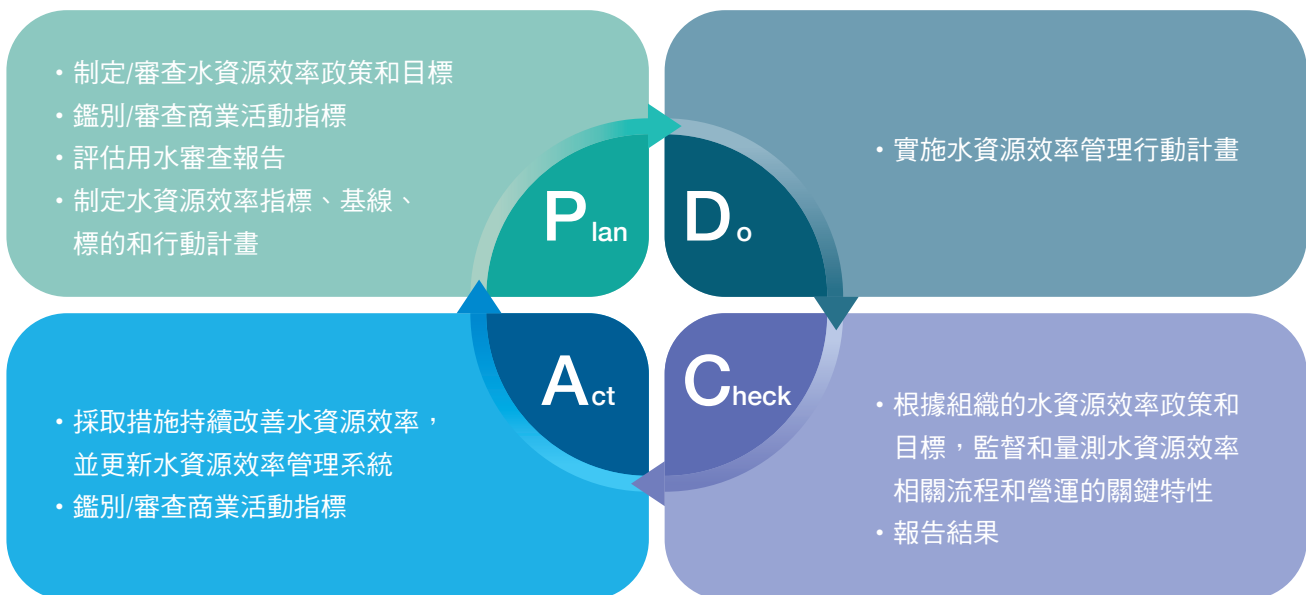 ・制定/審查水資源效率政策和目標
・鑑別/審查商業活動指標
・評估用水審查報告
・制定水資源效率指標、基線、
標的和行動計畫
Plan
Do
・實施水資源效率管理行動計畫
・採取措施持續改善水資源效率，
並更新水資源效率管理系統
・鑑別/審查商業活動指標
Act
Check
・根據組織的水資源效率政策和
目標，監督和量測水資源效率
相關流程和營運的關鍵特性
・報告結果